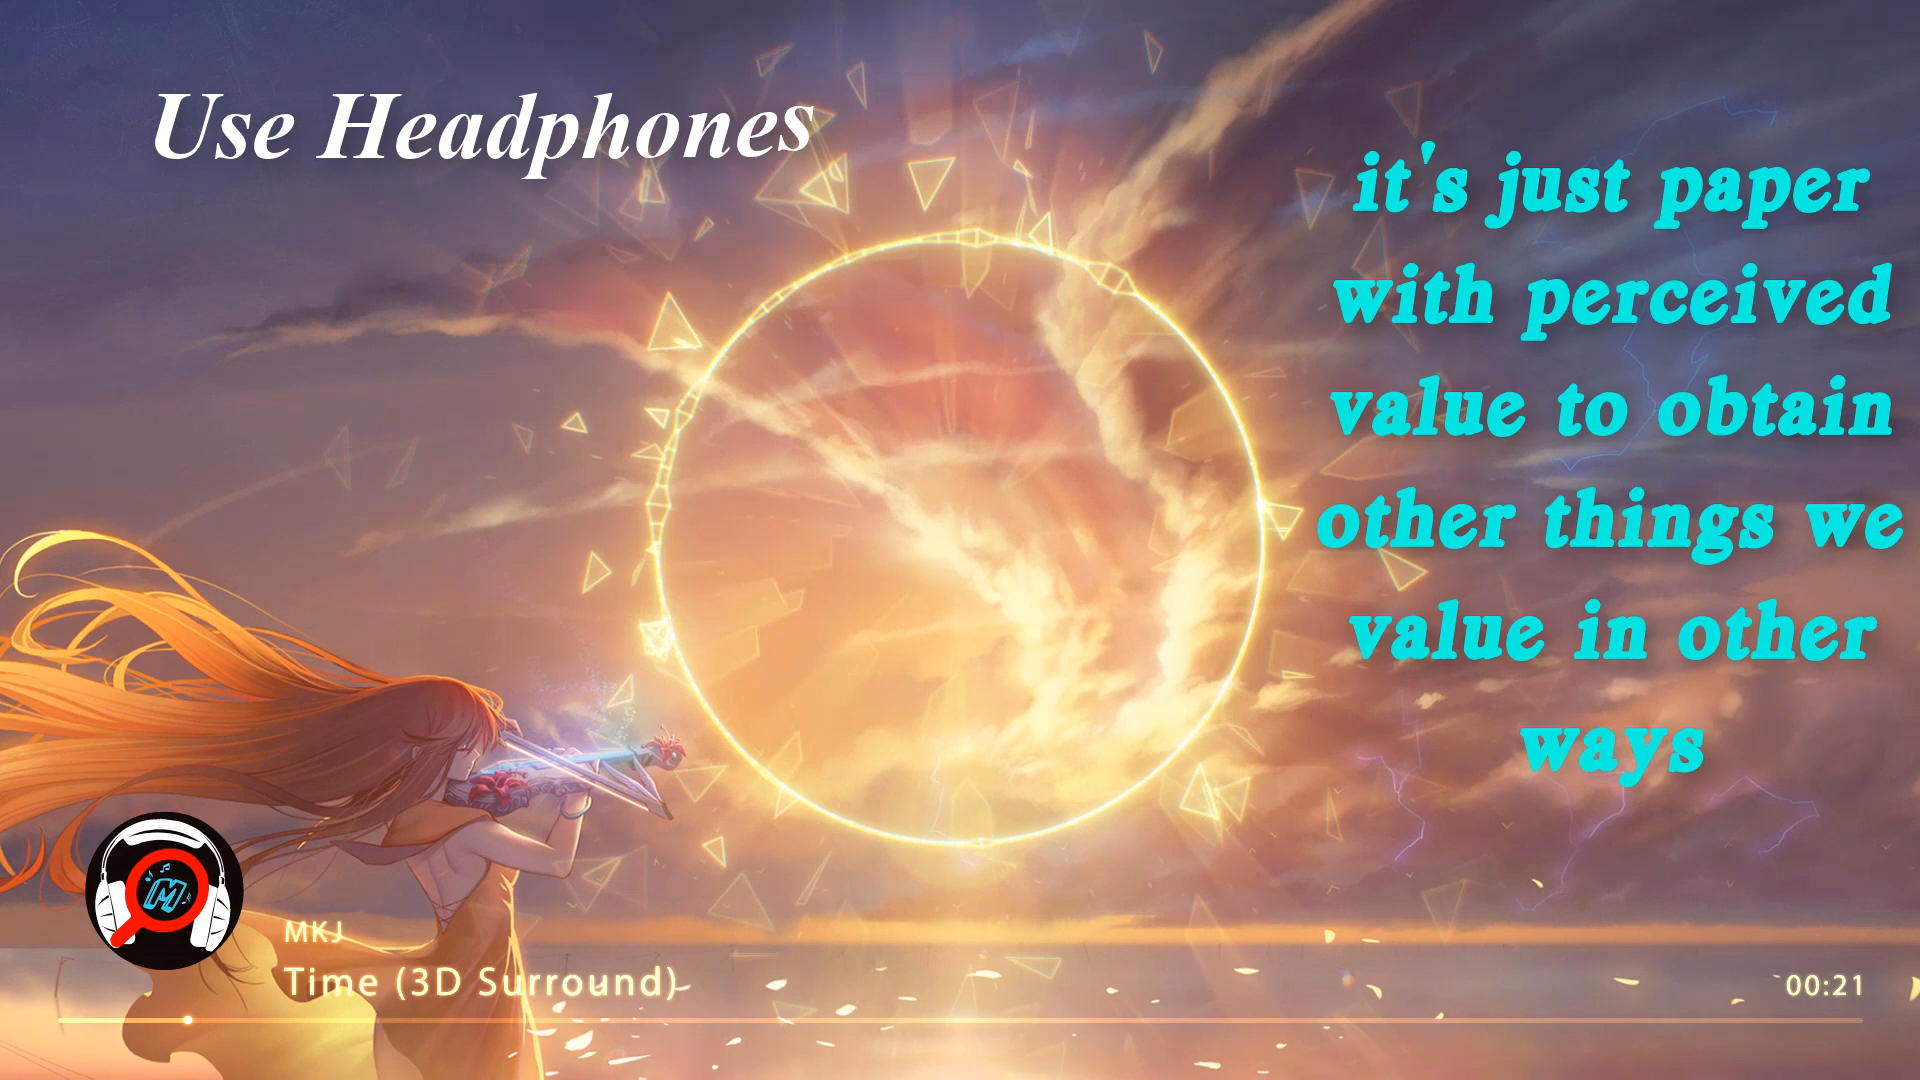 Use Headphones
it's just paper
with perceived
value to obtain
other things we
value in other
ways
M
MKJ
Time (3D Surround)
00:21